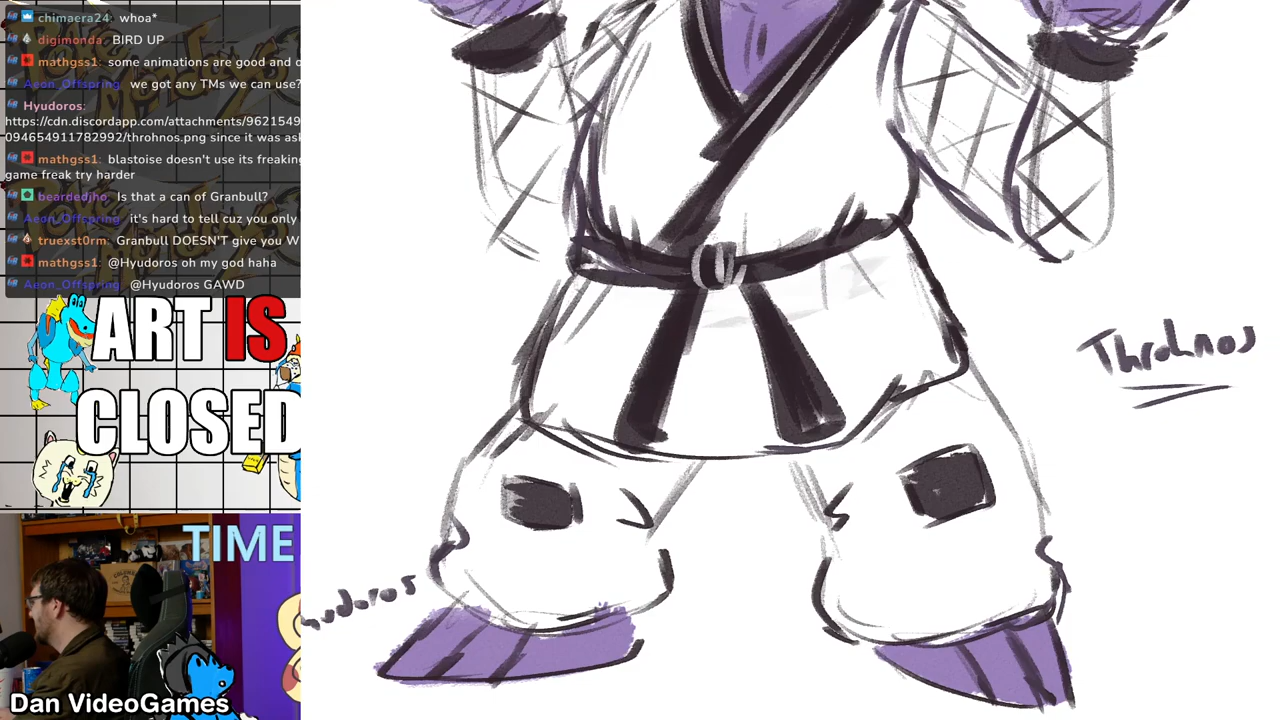 chimaera24: whoa*
digimonda: BIRD UP
mathgss1: some animations are good and o
Aeon_Offspring: we got any TMs we can use?
Hyudoros:
https://cdn.discordapp.com/attachments/9621549
094654911782992/throhnos.png since it was ask
mathgss1: blastoise doesn't use its freaking
game freak try harder
beardedjho: Is that a can of Granbull?
Aeon_Offspring: it's hard to tell cuz you only
truexst0rm: Granbull DOESN'T give you W
mathgss1: @Hyudoros oh my god haha
Aeon_Offspring: @Hyudoros GAWD
ART IS
CLOSED
TIME
Dan VideoGames
Throhnos
yudoros